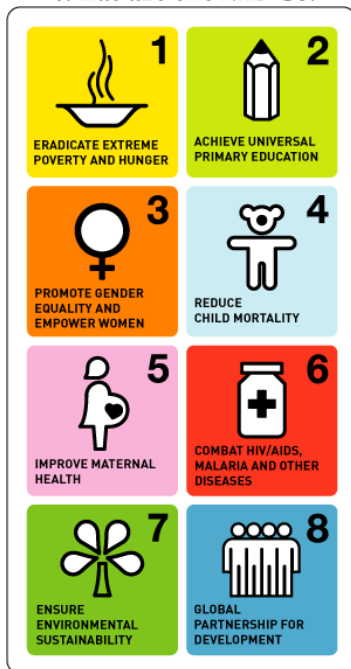 1
ERADICATE EXTREME
POVERTY AND HUNGER
2
ACHIEVE UNIVERSAL
PRIMARY EDUCATION
3
PROMOTE GENDER
EQUALITY AND
EMPOWER WOMEN
4
REDUCE
CHILD MORTALITY
5
IMPROVE MATERNAL
HEALTH
6
COMBAT HIV/AIDS,
MALARIA AND OTHER
DISEASES
7
ENSURE
ENVIRONMENTAL
SUSTAINABILITY
8
GLOBAL
PARTNERSHIP FOR
DEVELOPMENT